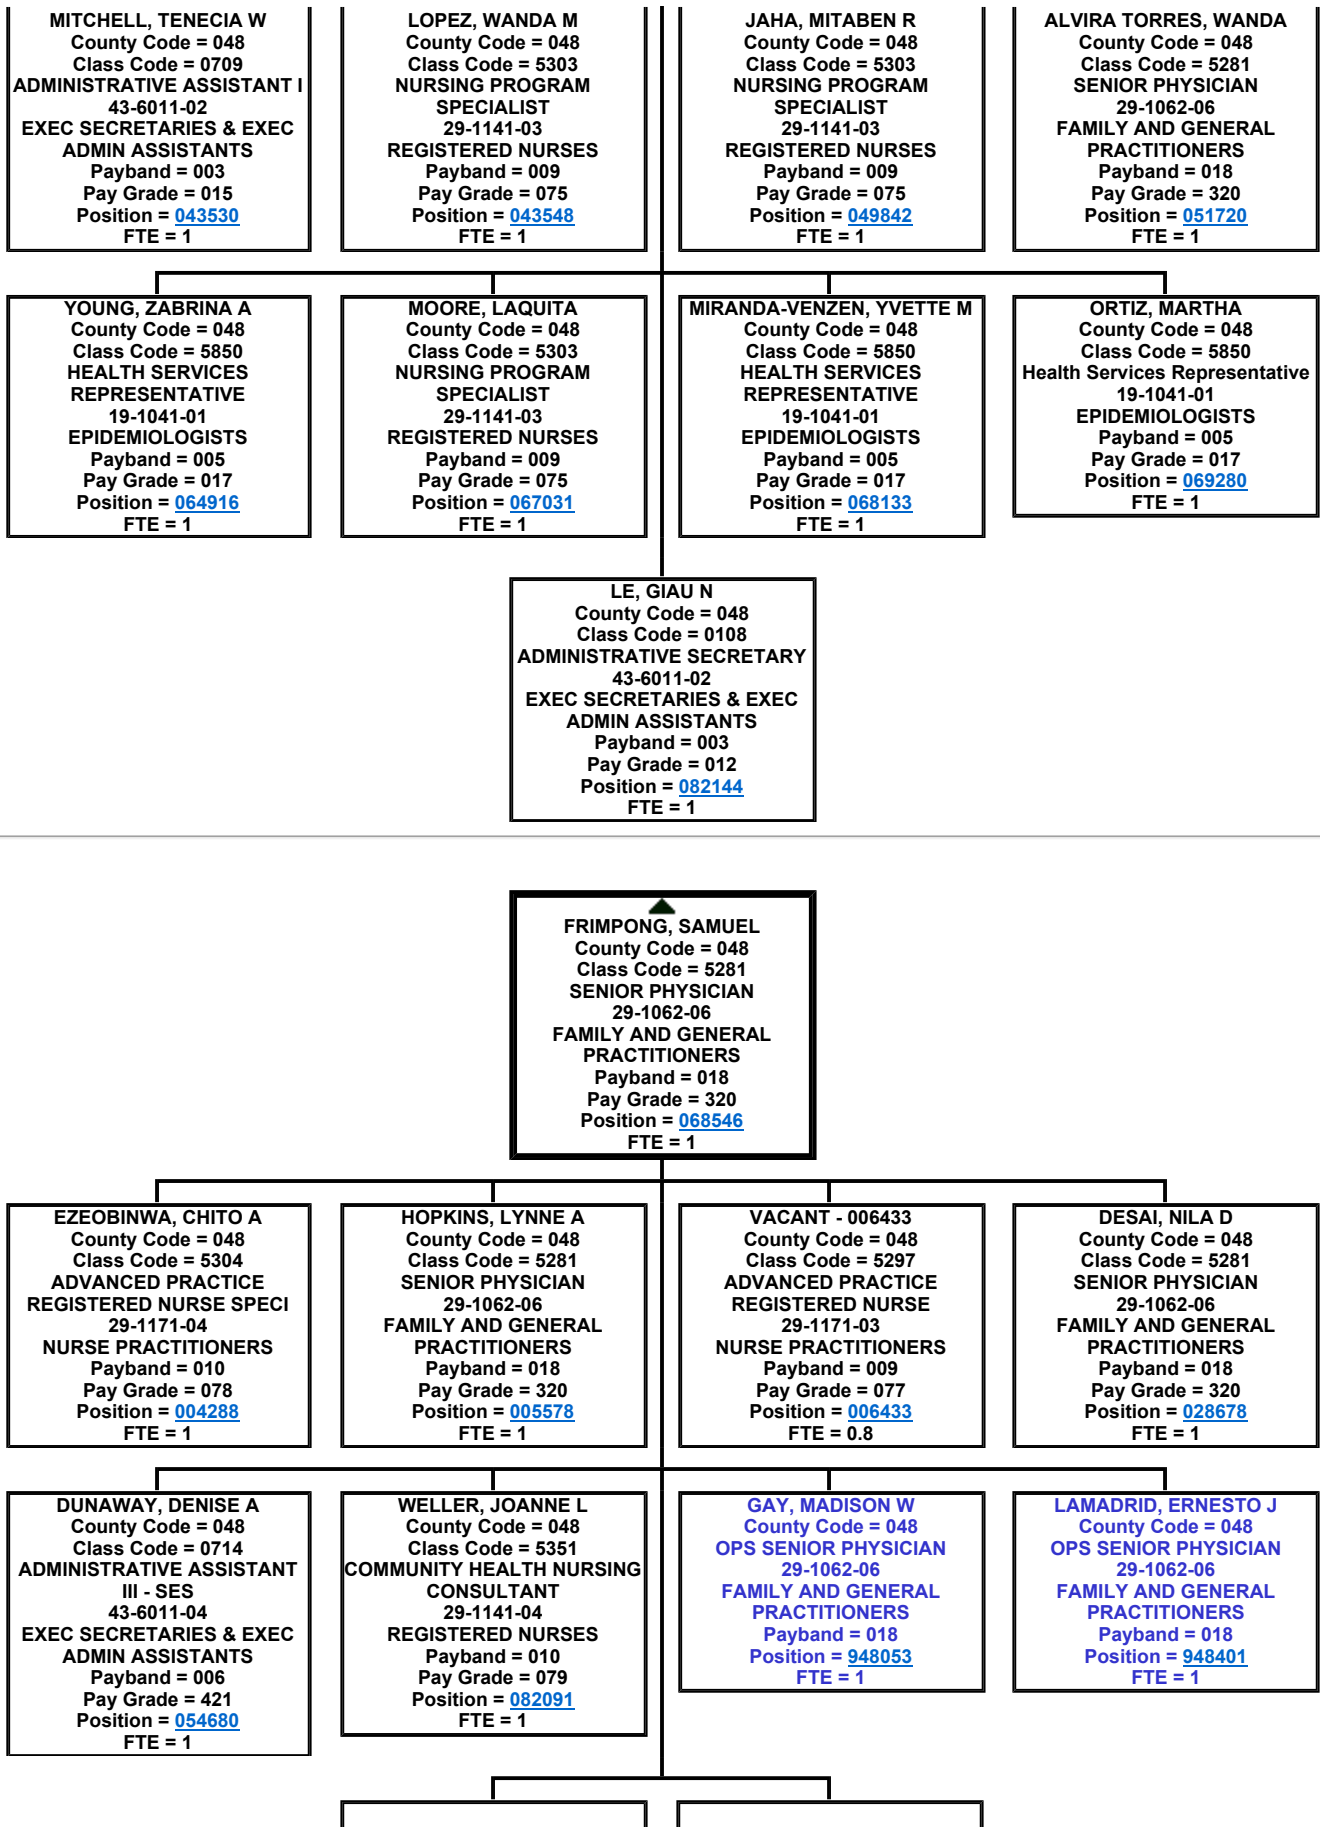 MITCHELL, TENECIA W
County Code = 048
Class Code = 0709
ADMINISTRATIVE ASSISTANT I
43-6011-02
EXEC SECRETARIES & EXEC
ADMIN ASSISTANTS
Payband = 003
Pay Grade = 015
Position = 043530
FTE = 1
LOPEZ, WANDA M
County Code = 048
Class Code = 5303
NURSING PROGRAM
SPECIALIST
29-1141-03
REGISTERED NURSES
Payband = 009
Pay Grade = 075
Position = 043548
FTE = 1
JAHA, MITABEN R
County Code = 048
Class Code = 5303
NURSING PROGRAM
SPECIALIST
29-1141-03
REGISTERED NURSES
Payband = 009
Pay Grade = 075
Position = 049842
FTE = 1
ALVIRA TORRES, WANDA
County Code = 048
Class Code = 5281
SENIOR PHYSICIAN
29-1062-06
FAMILY AND GENERAL
PRACTITIONERS
Payband = 018
Pay Grade = 320
Position = 051720
FTE = 1
YOUNG, ZABRINA A
County Code = 048
Class Code = 5850
HEALTH SERVICES
REPRESENTATIVE
19-1041-01
EPIDEMIOLOGISTS
Payband = 005
Pay Grade = 017
Position = 064916
FTE = 1
MOORE, LAQUITA
County Code = 048
Class Code = 5303
NURSING PROGRAM
SPECIALIST
29-1141-03
REGISTERED NURSES
Payband = 009
Pay Grade = 075
Position = 067031
FTE = 1
MIRANDA-VENZEN, YVETTE M
County Code = 048
Class Code = 5850
HEALTH SERVICES
REPRESENTATIVE
19-1041-01
EPIDEMIOLOGISTS
Payband = 005
Pay Grade = 017
Position = 068133
FTE = 1
ORTIZ, MARTHA
County Code = 048
Class Code = 5850
Health Services Representative
19-1041-01
EPIDEMIOLOGISTS
Payband = 005
Pay Grade = 017
Position = 069280
FTE = 1
LE, GIAU N
County Code = 048
Class Code = 0108
ADMINISTRATIVE SECRETARY
43-6011-02
EXEC SECRETARIES & EXEC
ADMIN ASSISTANTS
Payband = 003
Pay Grade = 012
Position = 082144
FTE = 1
FRIMPONG, SAMUEL
County Code = 048
Class Code = 5281
SENIOR PHYSICIAN
29-1062-06
FAMILY AND GENERAL
PRACTITIONERS
Payband = 018
Pay Grade = 320
Position = 068546
FTE = 1
EZEOBINWA, CHITO A
County Code = 048
Class Code = 5304
ADVANCED PRACTICE
REGISTERED NURSE SPECI
29-1171-04
NURSE PRACTITIONERS
Payband = 010
Pay Grade = 078
Position = 004288
FTE = 1
HOPKINS, LYNNE A
County Code = 048
Class Code = 5281
SENIOR PHYSICIAN
29-1062-06
FAMILY AND GENERAL
PRACTITIONERS
Payband = 018
Pay Grade = 320
Position = 005578
FTE = 1
VACANT - 006433
County Code = 048
Class Code = 5297
ADVANCED PRACTICE
REGISTERED NURSE
29-1171-03
NURSE PRACTITIONERS
Payband = 009
Pay Grade = 077
Position = 006433
FTE = 0.8
DESAI, NILA D
County Code = 048
Class Code = 5281
SENIOR PHYSICIAN
29-1062-06
FAMILY AND GENERAL
PRACTITIONERS
Payband = 018
Pay Grade = 320
Position = 028678
FTE = 1
DUNAWAY, DENISE A
County Code = 048
Class Code = 0714
ADMINISTRATIVE ASSISTANT
III - SES
43-6011-04
EXEC SECRETARIES & EXEC
ADMIN ASSISTANTS
Payband = 006
Pay Grade = 421
Position = 054680
FTE = 1
WELLER, JOANNE L
County Code = 048
Class Code = 5351
COMMUNITY HEALTH NURSING
CONSULTANT
29-1141-04
REGISTERED NURSES
Payband = 010
Pay Grade = 079
Position = 082091
FTE = 1
GAY, MADISON W
County Code = 048
OPS SENIOR PHYSICIAN
29-1062-06
FAMILY AND GENERAL
PRACTITIONERS
Payband = 018
Position = 948053
FTE = 1
LAMADRID, ERNESTO J
County Code = 048
OPS SENIOR PHYSICIAN
29-1062-06
FAMILY AND GENERAL
PRACTITIONERS
Payband = 018
Position = 948401
FTE = 1